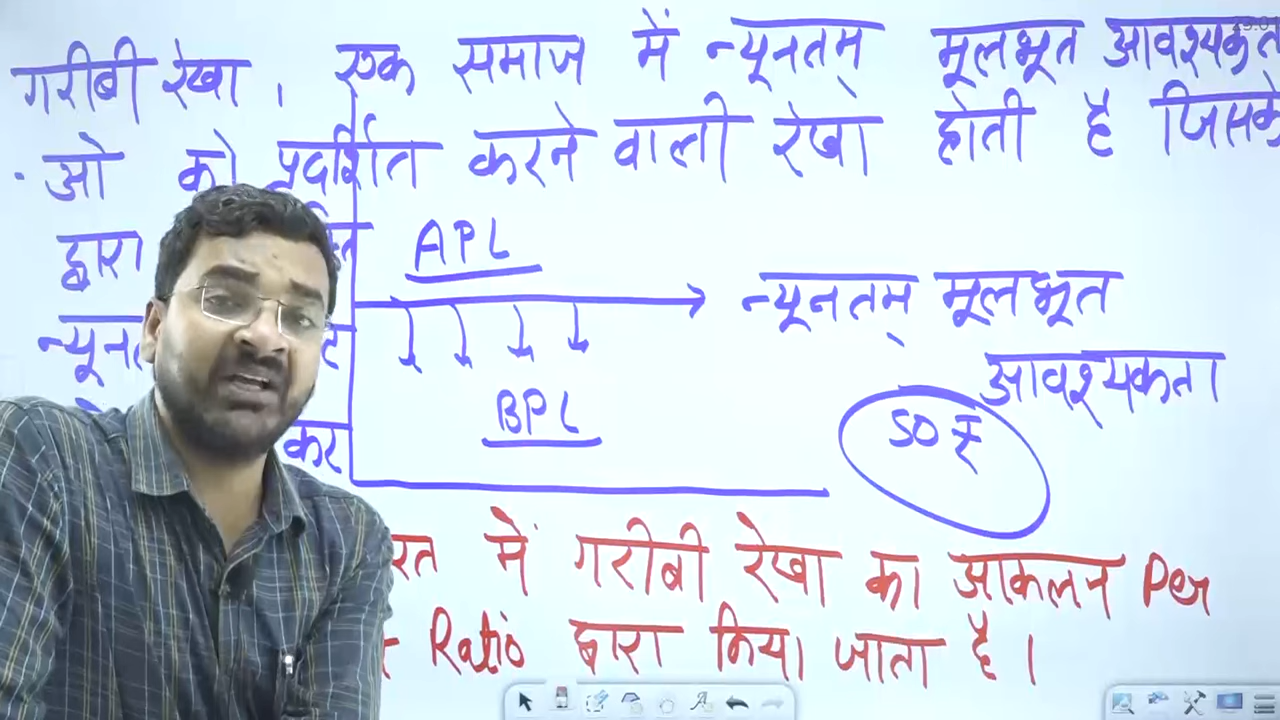 गरीबी रेखा । एक समाज में न्यूनतम् मूलभूत आवश्यकत
ओ को प्रदर्शित करने वाली रेखा होती है जिसके
द्वारा
APL
न्यूनतम् मूलभूत
आवश्यकता
BPL
50 ₹
कर
में गरीबी रेखा का आकलन Per
Ratio द्वारा किया जाता है ।